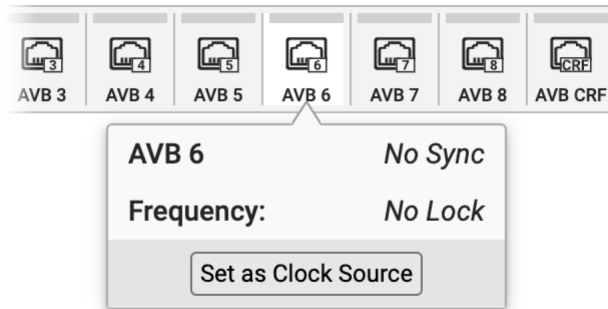 3 4 5 6 7 8 CRF
AVB 3 AVB 4 AVB 5 AVB 6 AVB 7 AVB 8 AVB CRF
AVB 6 No Sync
Frequency: No Lock
Set as Clock Source